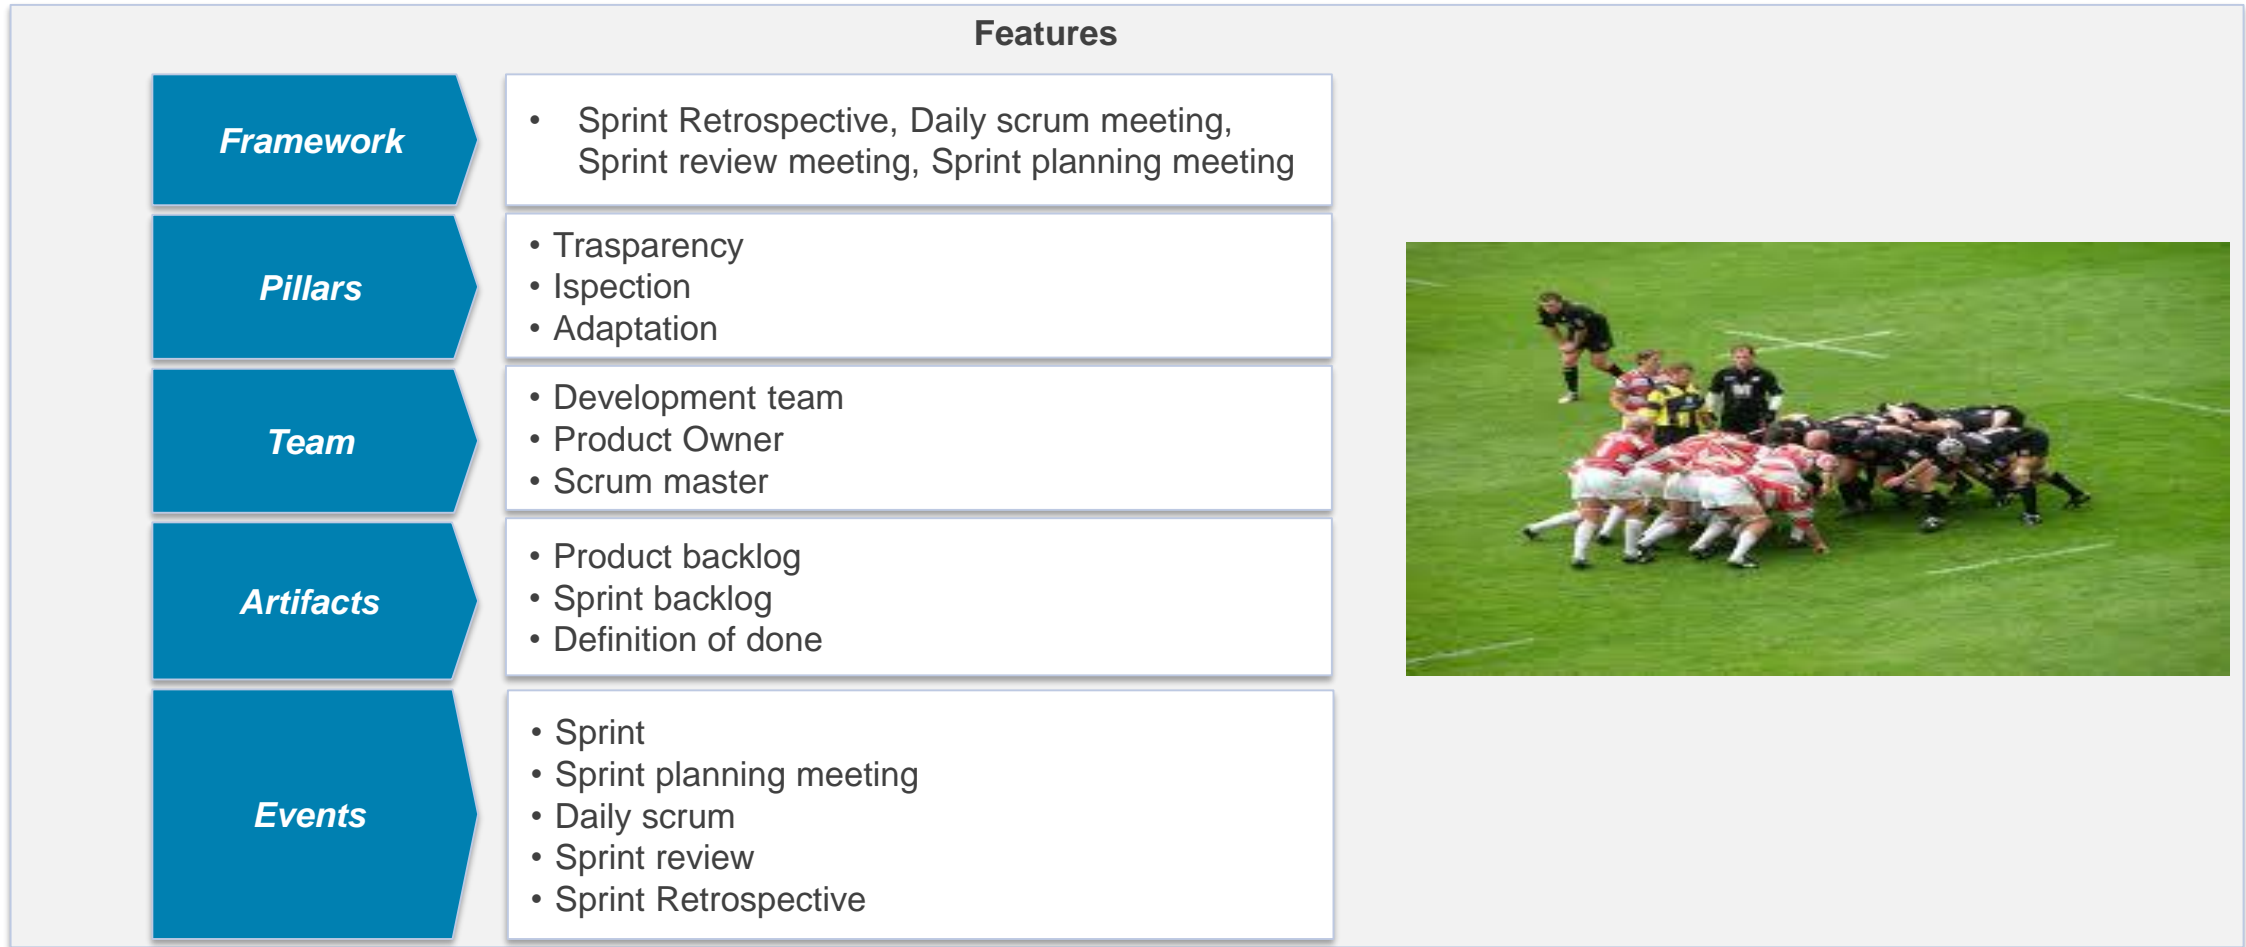 Features
Framework
• Sprint Retrospective, Daily scrum meeting,
Sprint review meeting, Sprint planning meeting
Pillars
• Trasparency
• Ispection
• Adaptation
Team
• Development team
• Product Owner
• Scrum master
Artifacts
• Product backlog
• Sprint backlog
• Definition of done
Events
• Sprint
• Sprint planning meeting
• Daily scrum
• Sprint review
• Sprint Retrospective